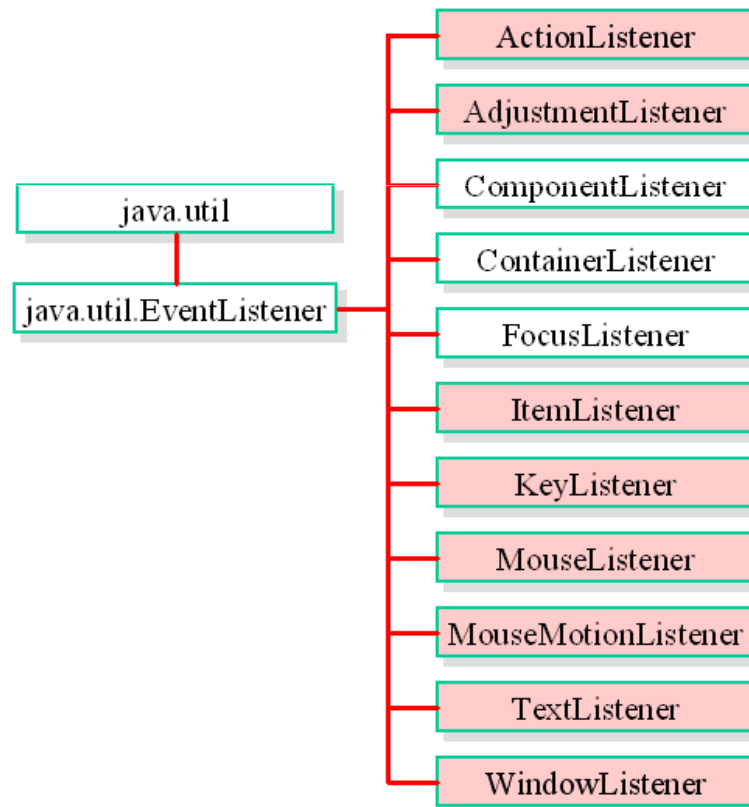 java.util
java.util.EventListener
ActionListener
AdjustmentListener
ComponentListener
ContainerListener
FocusListener
ItemListener
KeyListener
MouseListener
MouseMotionListener
TextListener
WindowListener